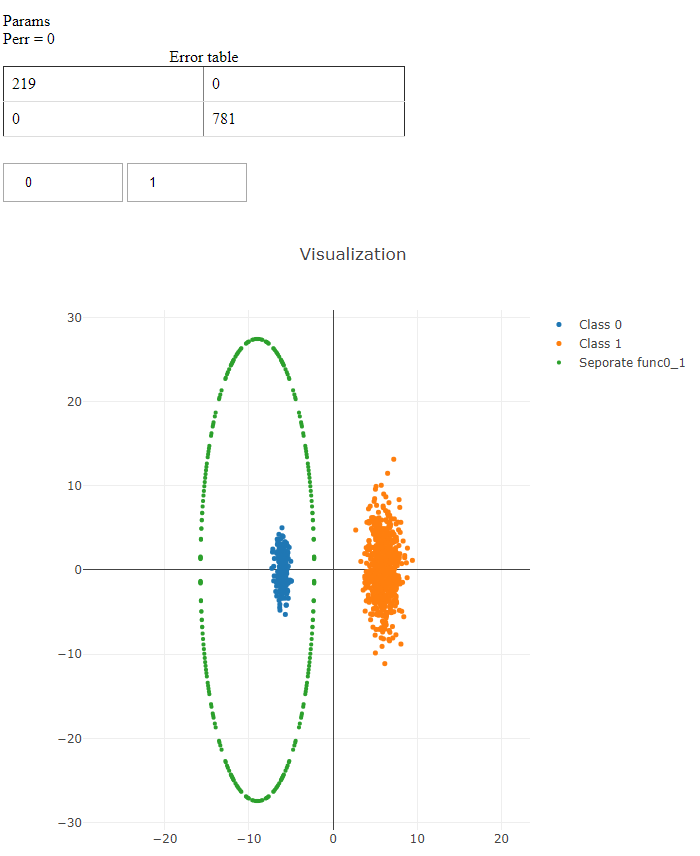 Params
Perr = 0
Error table
219 0
0 781
0 1
Visualization
Class 0
Class 1
Seporate func0_1
30
20
10
0
−10
−20
−30
−20 −10 0 10 20